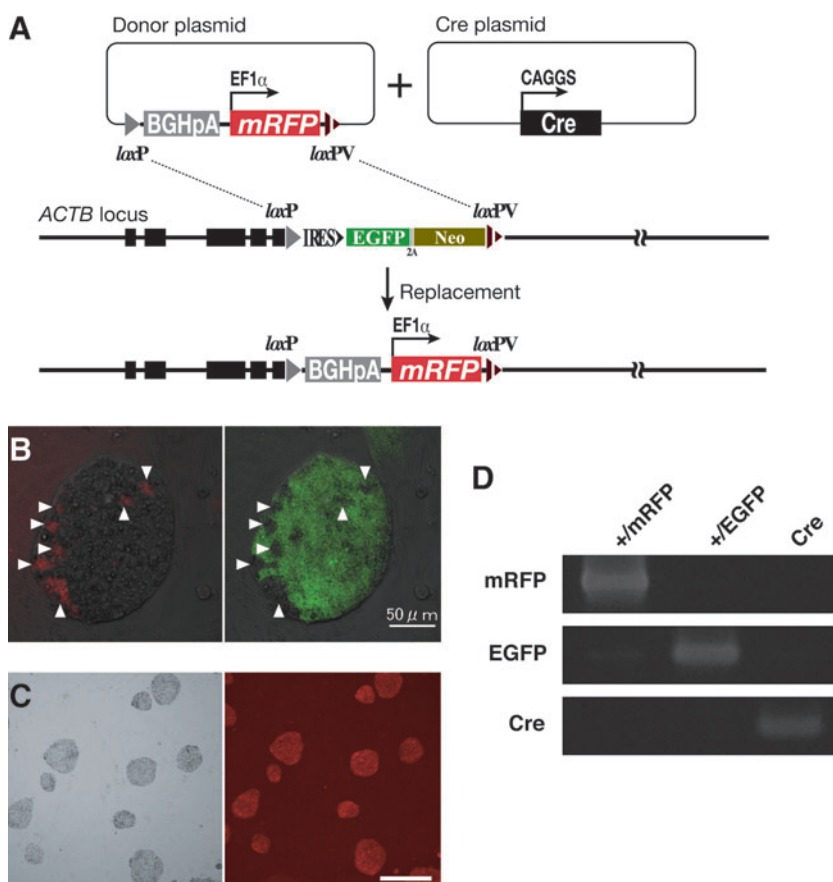 A
Donor plasmid
Cre plasmid
EF1α
CAGGS
+
BGHpA
mRFP
Cre
loxP
loxPV
ACTB locus
loxP
loxPV
IRES
EGFP
2A
Neo
Replacement
EF1α
loxP
loxPV
BGHpA
mRFP
B
50 μm
C
D
+/mRFP
+/EGFP
Cre
mRFP
EGFP
Cre